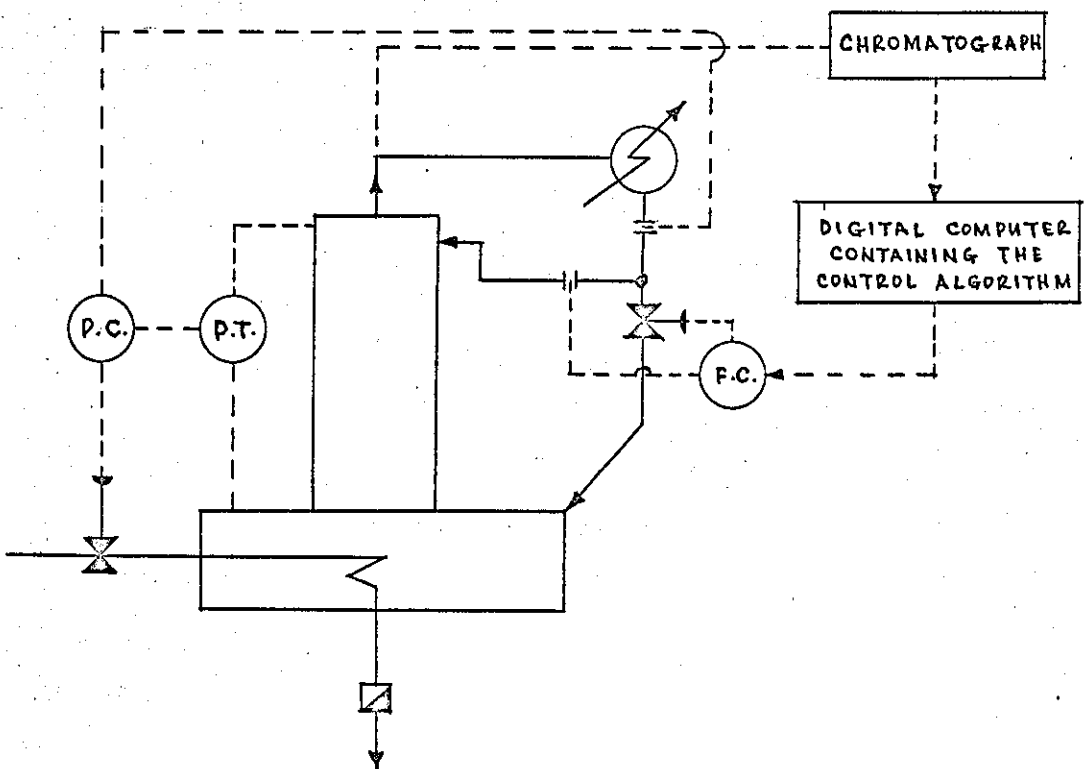 CHROMATOGRAPH
DIGITAL COMPUTER
CONTAINING THE
CONTROL ALGORITHM
P.C.
D.T.
F.C.